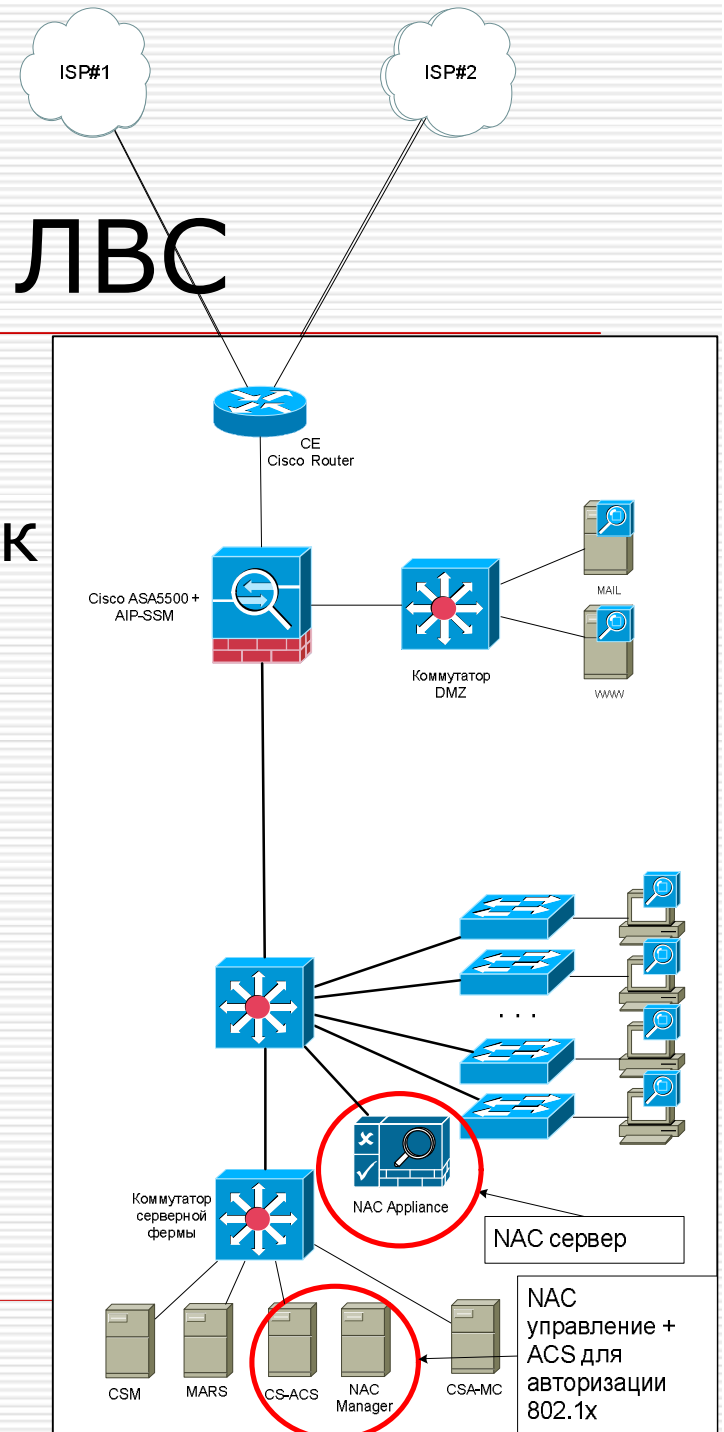 ISP#1
ISP#2
ЛВС
CE
Cisco Router
к
Cisco ASA5500 +
AIP-SSM
MAIL
Коммутатор
DMZ
WWW
. . .
NAC Appliance
Коммутатор
серверной
фермы
NAC сервер
NAC
управление +
ACS для
авторизации
802.1x
CSM
MARS
CS-ACS
NAC
Manager
CSA-MC